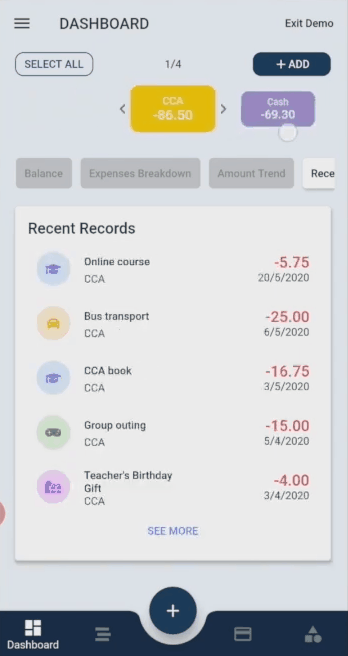 DASHBOARD
Exit Demo
SELECT ALL
1/4
+ ADD
CCA
-86.50
Cash
-69.30
Balance
Expenses Breakdown
Amount Trend
Rece
Recent Records
Online course
-5.75
CCA
20/5/2020
Bus transport
-25.00
CCA
6/5/2020
CCA book
-16.75
CCA
3/5/2020
Group outing
-15.00
CCA
5/4/2020
Teacher's Birthday
Gift
-4.00
CCA
3/4/2020
SEE MORE
+
Dashboard